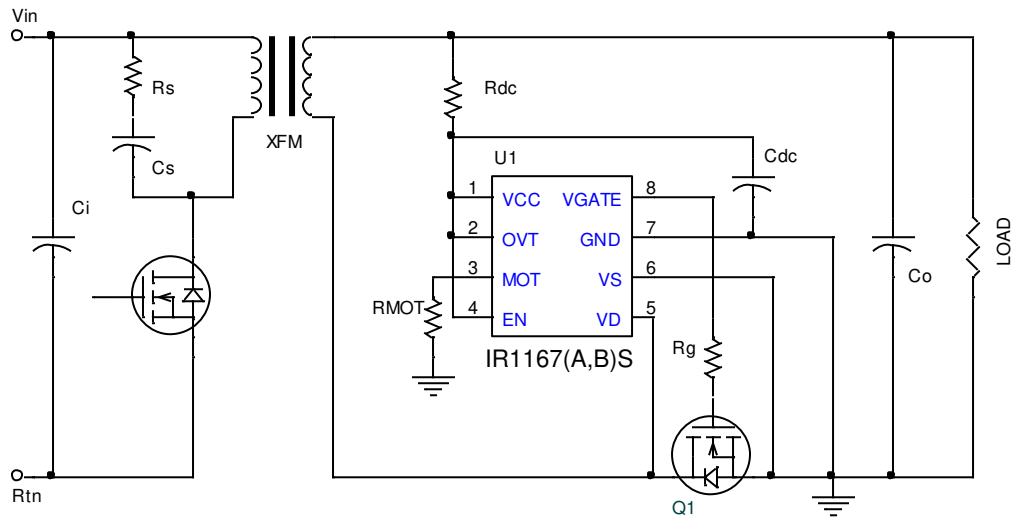 Vin
Rs
Cs
Ci
Rtn
XFM
Rdc
U1
Cdc
1 VCC VGATE 8
2 OVT GND 7
3 MOT VS 6
4 EN VD 5
RMOT
IR1167(A,B)S
Rg
Q1
Co
LOAD